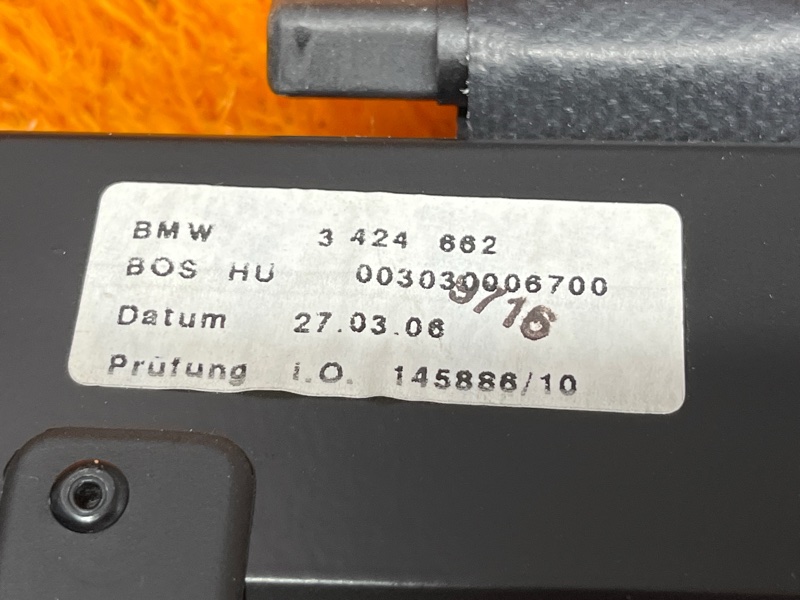 BMW 3 424 662
BOS HU 003030006700
9/16
Datum 27.03.06
Prüfung i.O. 145886/10